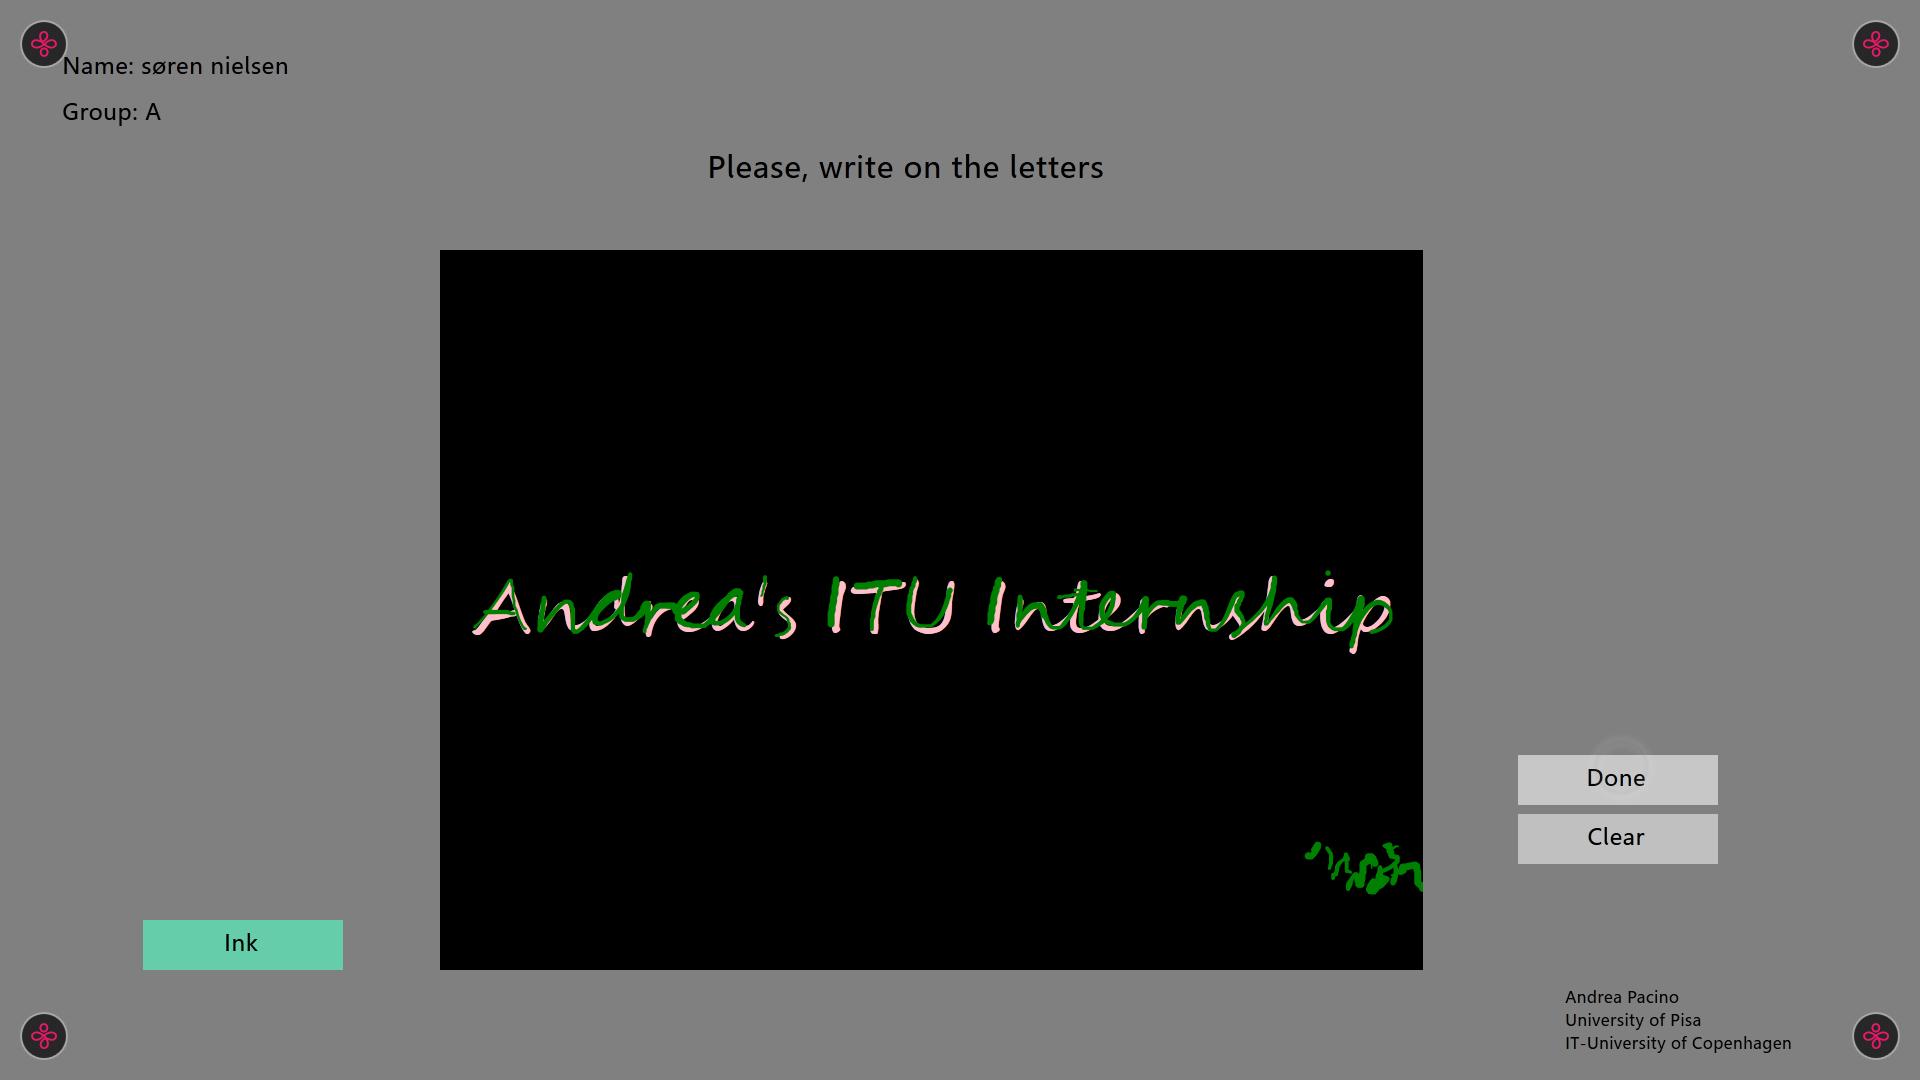 Name: søren nielsen
Group: A
Please, write on the letters
Andrea's ITU Internship
Done
Clear
Ink
Andrea Pacino
University of Pisa
IT-University of Copenhagen